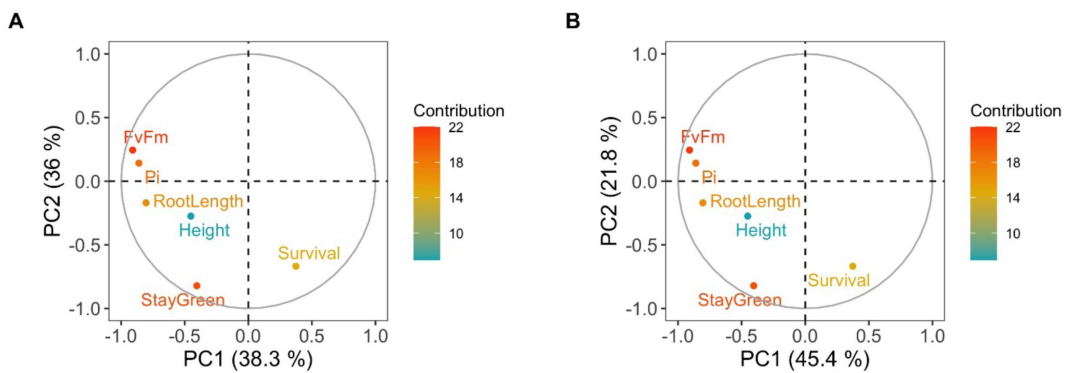 A
1.0
0.5
0.0
-0.5
-1.0
PC2 (36 %)
FvFm
Pi
RootLength
Height
Survival
StayGreen
-1.0 -0.5 0.0 0.5 1.0
PC1 (38.3 %)
Contribution
22
18
14
10
B
1.0
0.5
0.0
-0.5
-1.0
PC2 (21.8 %)
FvFm
Pi
RootLength
Height
Survival
StayGreen
-1.0 -0.5 0.0 0.5 1.0
PC1 (45.4 %)
Contribution
22
18
14
10